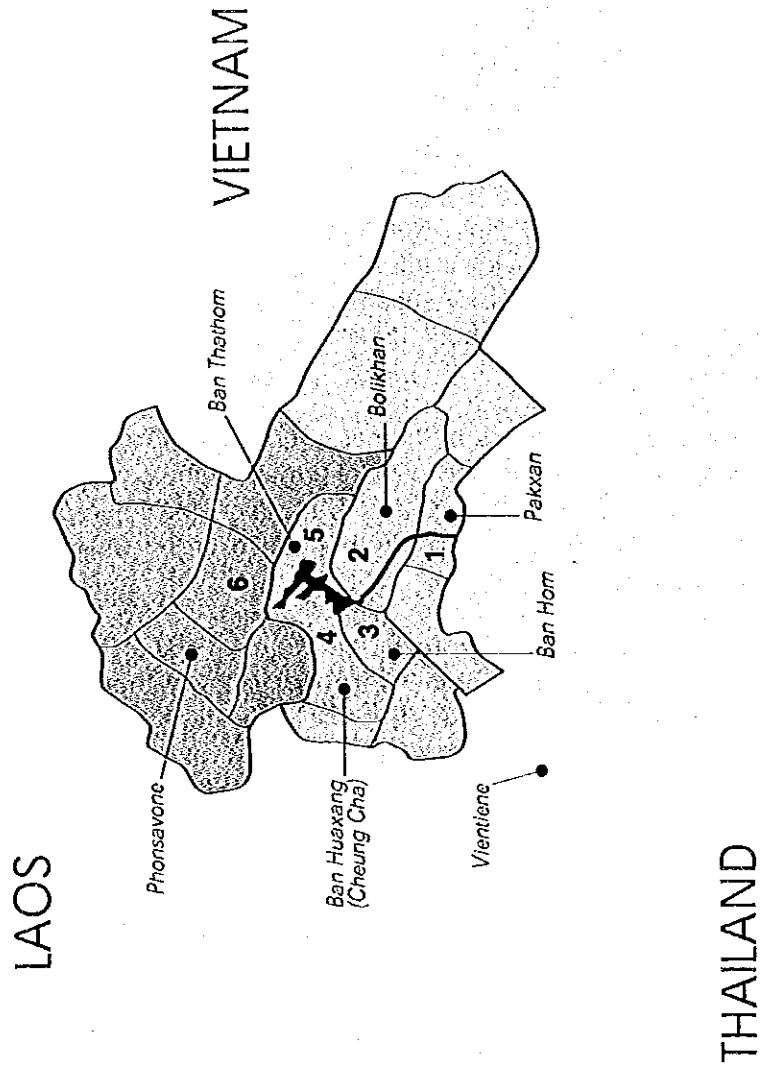 LAOS
VIETNAM
THAILAND
Phonsavone
Ban Thathom
Ban Huaxang
(Cheung Cha)
Bolikhan
Vientiene
Ban Hom
Pakxan
6
5
4
2
3
1